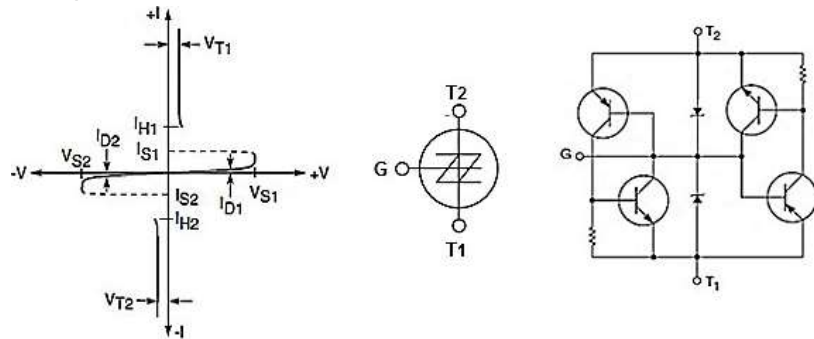 +I
VT1
IH1
ID2
IS1
VS2
-V
+V
IS2
ID1
VS1
IH2
VT2
-I
T2
G
T1
T2
G
T1